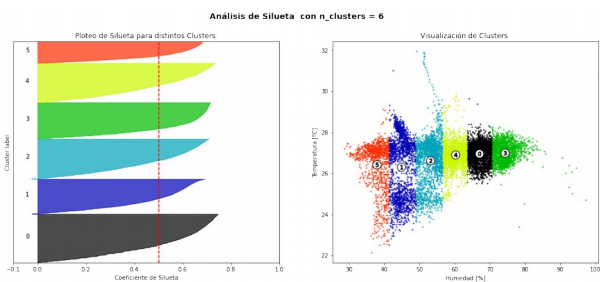 Análisis de Silueta con n_clusters = 6
Ploteo de Silueta para distintos Clusters
Cluster label
5
4
3
2
1
0
-0.1 0.0 0.2 0.4 0.6 0.8 1.0
Coeficiente de Silueta
Visualización de Clusters
Temperatura [°C]
32
30
28
26
24
22
5 1 2 4 0 3
30 40 50 60 70 80 90 100
Humedad [%]